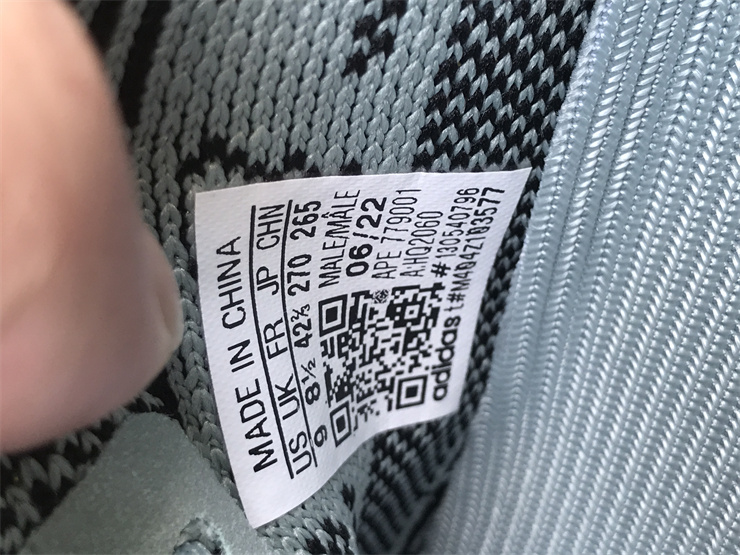 MADE IN CHINA
US UK FR JP CHN
9 8½ 42⅔ 270 265
MALE/MÂLE
06/22
APE 779001
A:HQ2060
#130540796
adidas t#MA04Z103577